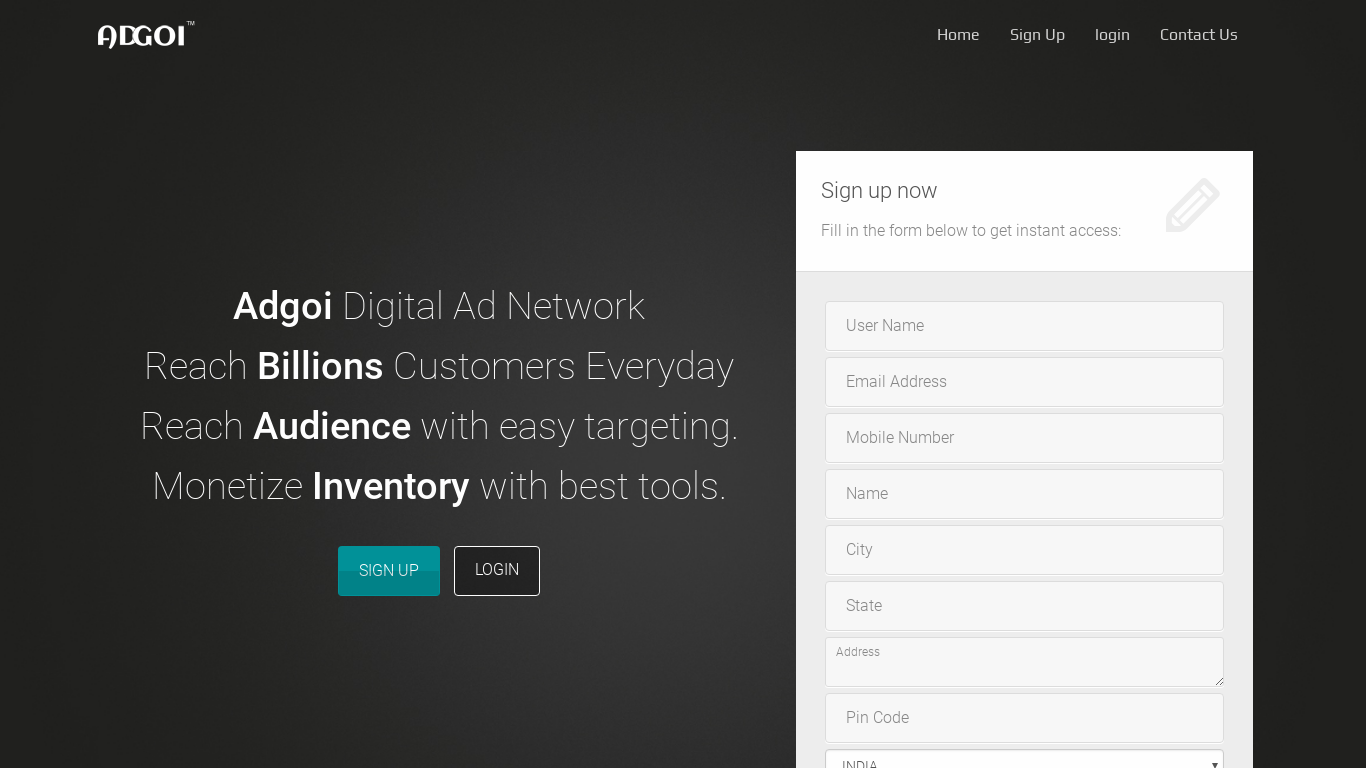 ADGOI™
Home
Sign Up
login
Contact Us
Adgoi Digital Ad Network
Reach Billions Customers Everyday
Reach Audience with easy targeting.
Monetize Inventory with best tools.
SIGN UP
LOGIN
Sign up now
Fill in the form below to get instant access:
User Name
Email Address
Mobile Number
Name
City
State
Address
Pin Code
INDIA